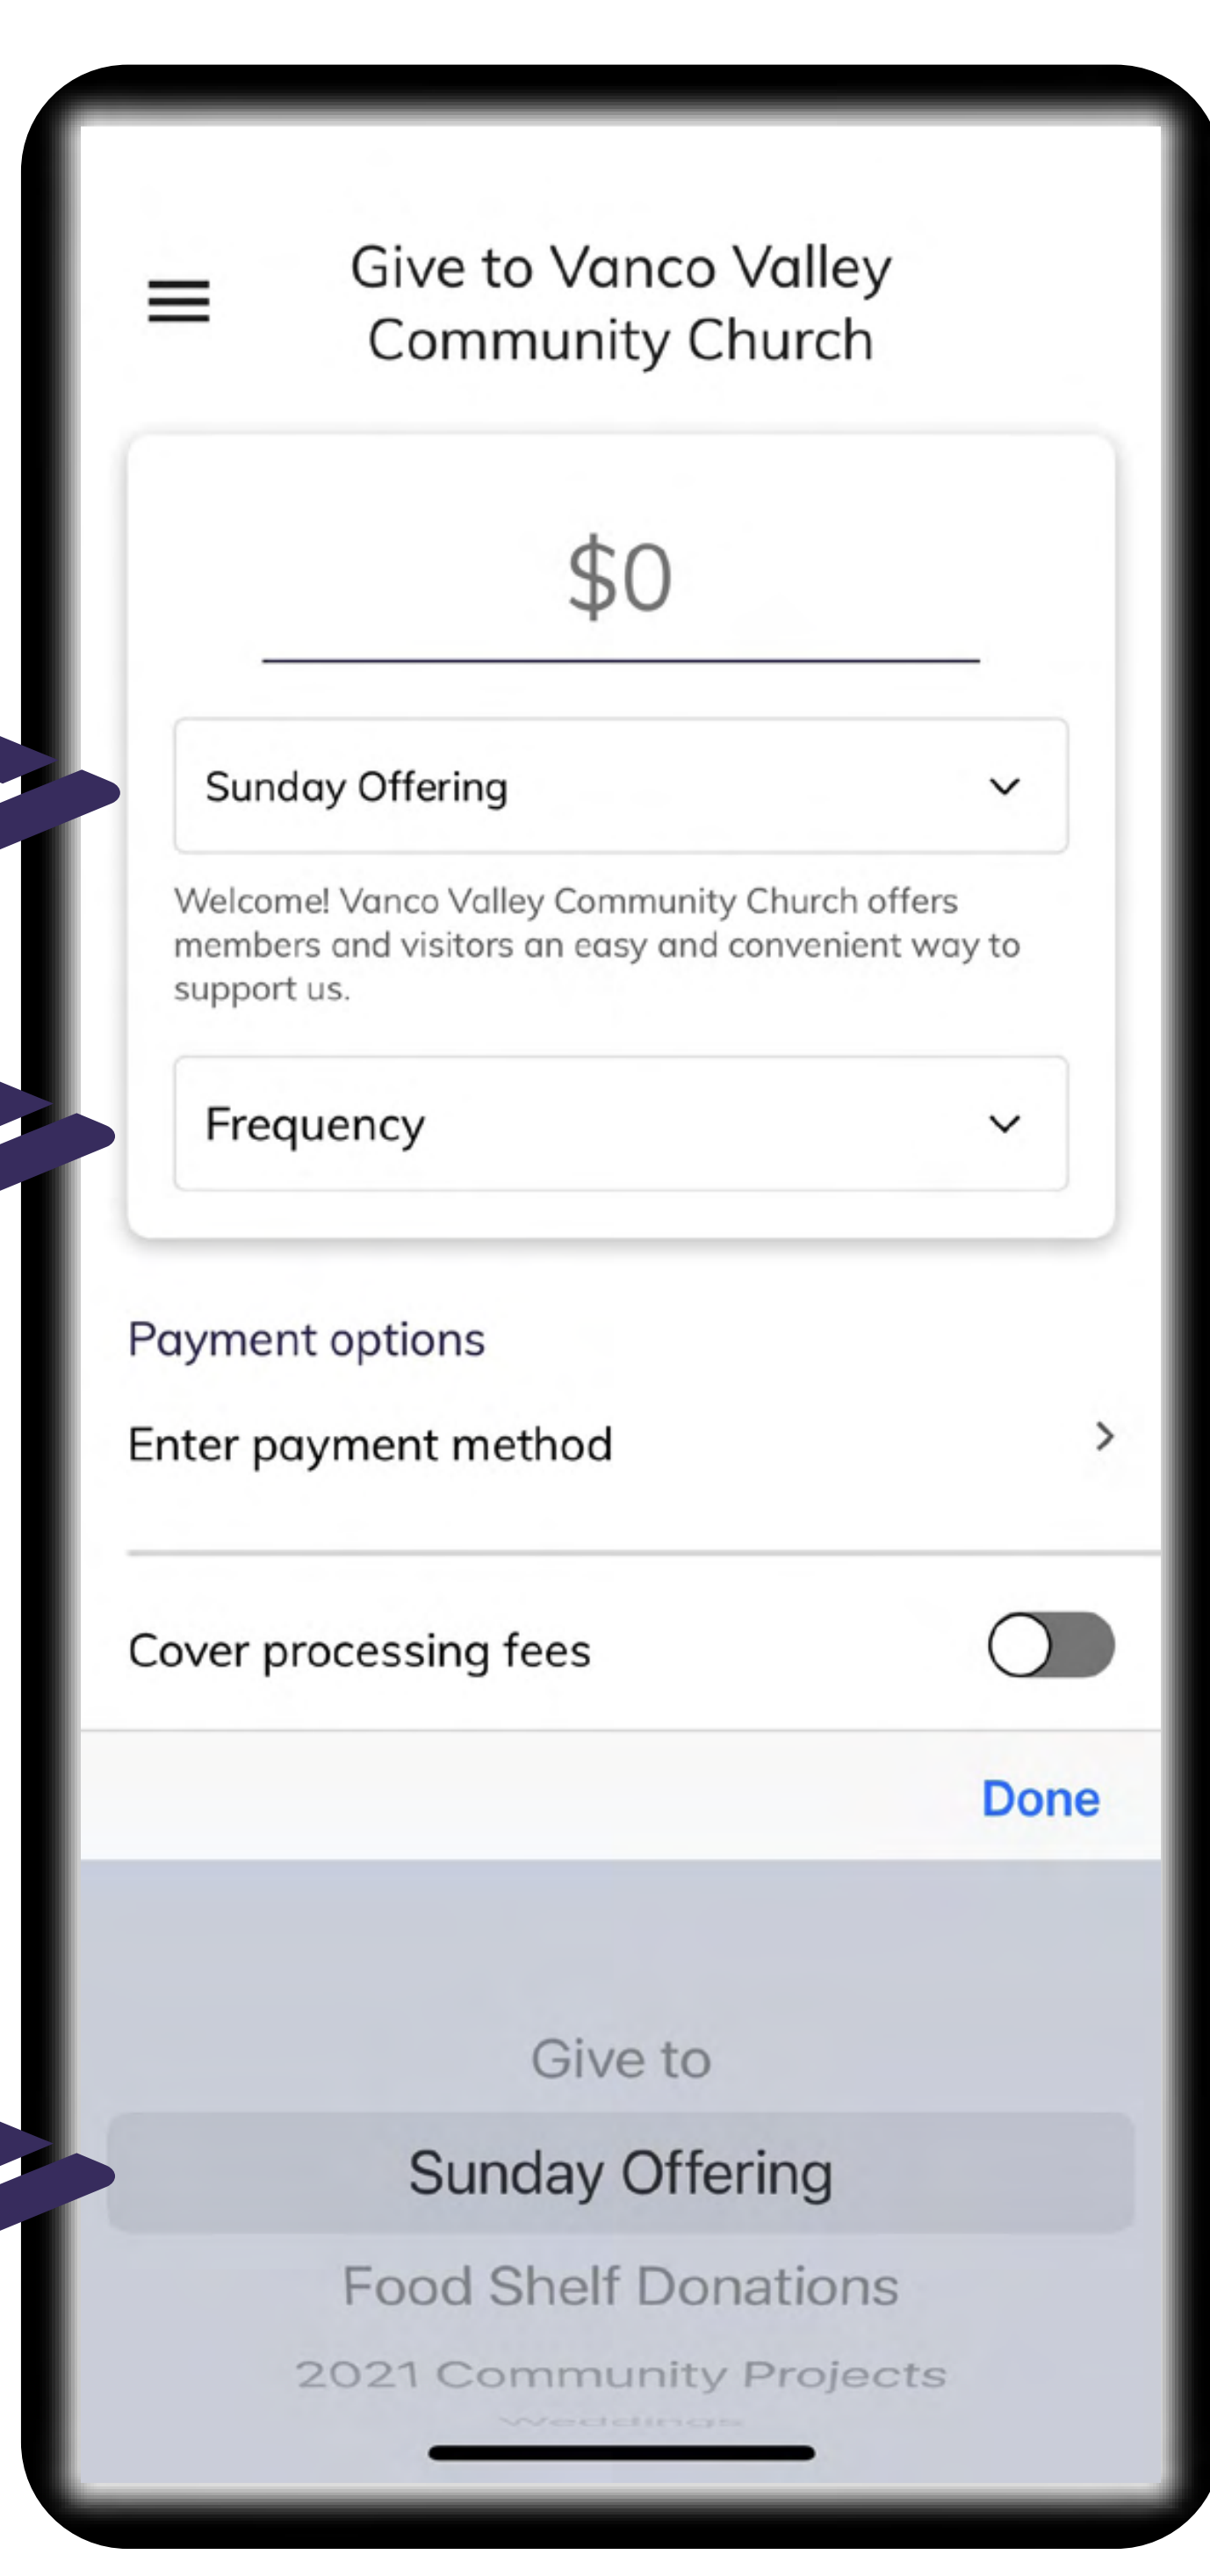 Give to Vanco Valley
Community Church
$0
Sunday Offering
Welcome! Vanco Valley Community Church offers
members and visitors an easy and convenient way to
support us.
Frequency
Payment options
Enter payment method
Cover processing fees
Done
Give to
Sunday Offering
Food Shelf Donations
2021 Community Projects
Weddings